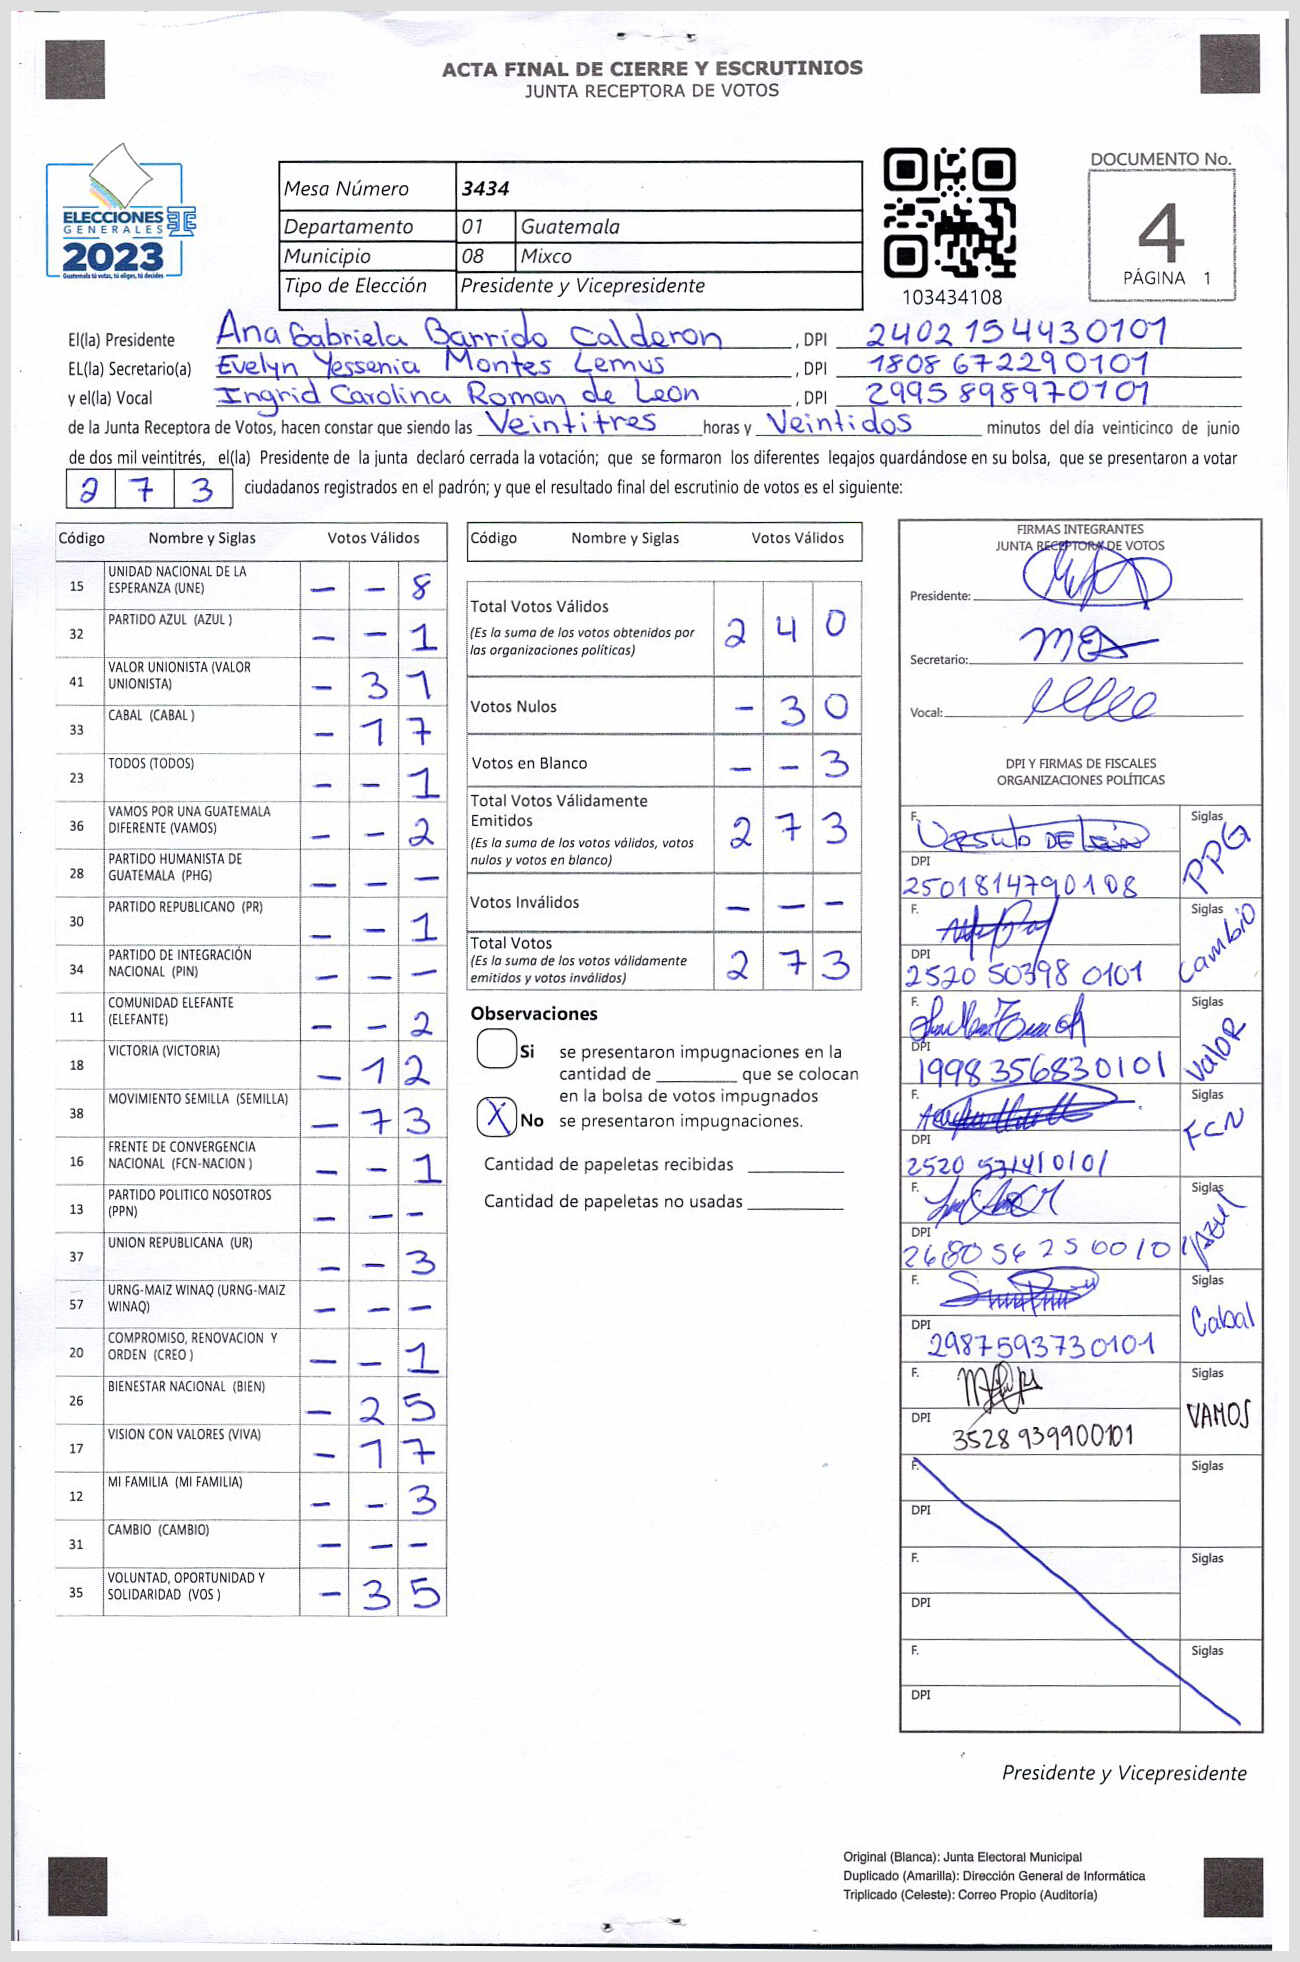 ACTA FINAL DE CIERRE Y ESCRUTINIOS
JUNTA RECEPTORA DE VOTOS
ELECCIONES
GENERALES
2023
Guatemala tú votas, tú eliges, tú decides
Mesa Número 3434
Departamento 01 Guatemala
Municipio 08 Mixco
Tipo de Elección Presidente y Vicepresidente
103434108
DOCUMENTO No.
4
PÁGINA 1
El(la) Presidente Ana Gabriela Barrido Calderon, DPI 2402 15443 0101
EL(la) Secretario(a) Evelyn Yessenia Montes Lemus, DPI 1808 67229 0101
y el(la) Vocal Ingrid Carolina Roman de Leon, DPI 2995 89897 0101
de la Junta Receptora de Votos, hacen constar que siendo las Veintitres horas y Veintidos minutos del día veinticinco de junio
de dos mil veintitrés, el(la) Presidente de la junta declaró cerrada la votación; que se formaron los diferentes legajos guardándose en su bolsa, que se presentaron a votar
2 7 3 ciudadanos registrados en el padrón; y que el resultado final del escrutinio de votos es el siguiente:
Código Nombre y Siglas Votos Válidos
15 UNIDAD NACIONAL DE LA ESPERANZA (UNE) - - 8
32 PARTIDO AZUL (AZUL ) - - 1
41 VALOR UNIONISTA (VALOR UNIONISTA) - 3 1
33 CABAL (CABAL ) - 1 7
23 TODOS (TODOS) - - 1
36 VAMOS POR UNA GUATEMALA DIFERENTE (VAMOS) - - 2
28 PARTIDO HUMANISTA DE GUATEMALA (PHG) - - -
30 PARTIDO REPUBLICANO (PR) - - 1
34 PARTIDO DE INTEGRACIÓN NACIONAL (PIN) - - -
11 COMUNIDAD ELEFANTE (ELEFANTE) - - 2
18 VICTORIA (VICTORIA) - 1 2
38 MOVIMIENTO SEMILLA (SEMILLA) - 7 3
16 FRENTE DE CONVERGENCIA NACIONAL (FCN-NACION ) - - 1
13 PARTIDO POLITICO NOSOTROS (PPN) - - -
37 UNION REPUBLICANA (UR) - - 3
57 URNG-MAIZ WINAQ (URNG-MAIZ WINAQ) - - -
20 COMPROMISO, RENOVACION Y ORDEN (CREO ) - - 1
26 BIENESTAR NACIONAL (BIEN) - 2 5
17 VISION CON VALORES (VIVA) - 1 7
12 MI FAMILIA (MI FAMILIA) - - 3
31 CAMBIO (CAMBIO) - - -
35 VOLUNTAD, OPORTUNIDAD Y SOLIDARIDAD (VOS ) - 3 5
Código Nombre y Siglas Votos Válidos
Total Votos Válidos 2 4 0
(Es la suma de los votos obtenidos por
las organizaciones políticas)
Votos Nulos - 3 0
Votos en Blanco - - 3
Total Votos Válidamente
Emitidos 2 7 3
(Es la suma de los votos válidos, votos
nulos y votos en blanco)
Votos Inválidos - - -
Total Votos 2 7 3
(Es la suma de los votos válidamente
emitidos y votos inválidos)
Observaciones
Si se presentaron impugnaciones en la
cantidad de ________ que se colocan
en la bolsa de votos impugnados
X No se presentaron impugnaciones.
Cantidad de papeletas recibidas ________
Cantidad de papeletas no usadas ________
FIRMAS INTEGRANTES
JUNTA RECEPTORA DE VOTOS
Presidente:
Secretario:
Vocal:
DPI Y FIRMAS DE FISCALES
ORGANIZACIONES POLÍTICAS
F. Siglas PPG
DPI
2501814790108
F. Siglas Cambio
DPI
2520 50398 0101
F. Siglas Valor
DPI
1998 35683 0101
F. Siglas FCN
DPI
2520
F. Siglas Azul
DPI
2680 56250 0101
F. Siglas Cabal
DPI
2987593730101
F. Siglas VAMOS
DPI
3528 93990 0101
F. Siglas
DPI
F. Siglas
DPI
F. Siglas
DPI
Presidente y Vicepresidente
Original (Blanca): Junta Electoral Municipal
Duplicado (Amarilla): Dirección General de Informática
Triplicado (Celeste): Correo Propio (Auditoría)